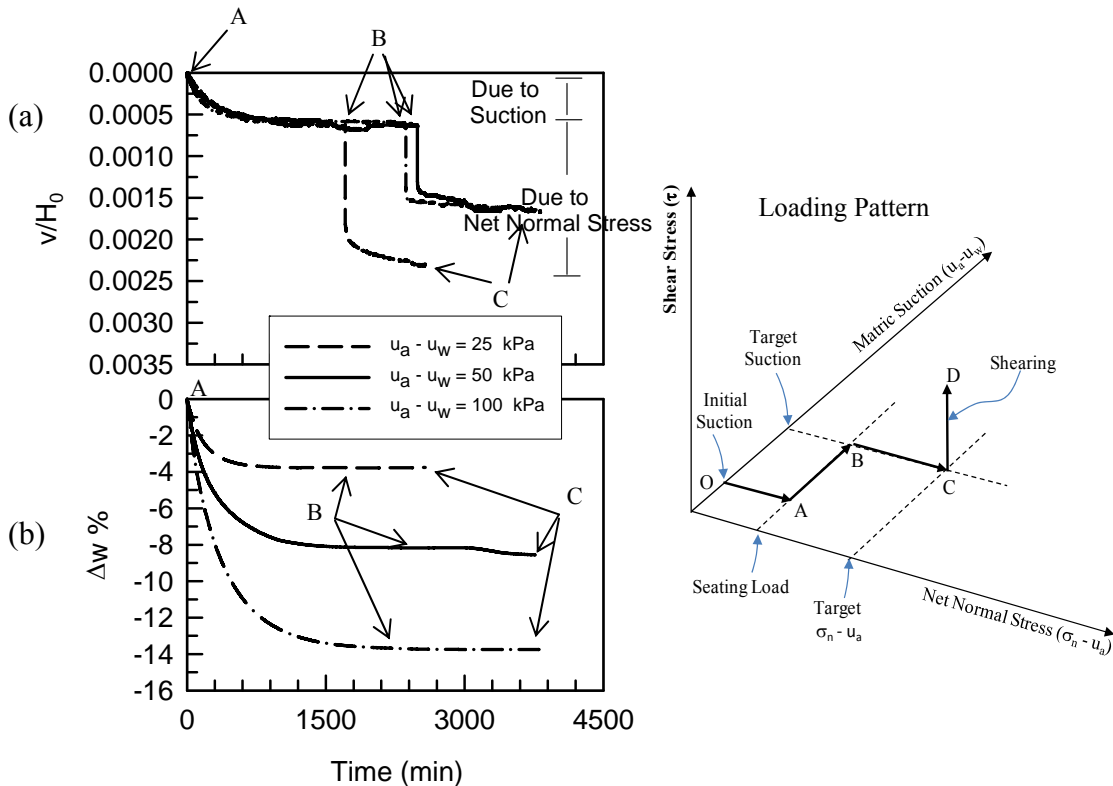 A
B
(a)
0.0000
0.0005
0.0010
0.0015
0.0020
0.0025
0.0030
0.0035
v/H0
Due to
Suction
Due to
Net Normal Stress
C
ua - uw = 25 kPa
ua - uw = 50 kPa
ua - uw = 100 kPa
(b)
A
0
-2
-4
-6
-8
-10
-12
-14
-16
Δw %
B
C
0
1500
3000
4500
Time (min)
Loading Pattern
Shear Stress (τ)
Matric Suction (ua-uw)
Target
Suction
Initial
Suction
Shearing
D
O
A
B
C
Seating Load
Target
σn - ua
Net Normal Stress (σn - ua)